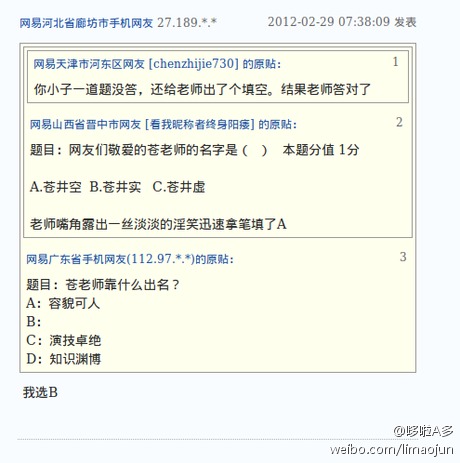 网易河北省廊坊市手机网友 27.189.*.* 2012-02-29 07:38:09 发表
网易天津市河东区网友 [chenzhijie730] 的原贴: 1
你小子一道题没答，还给老师出了个填空。结果老师答对了
网易山西省晋中市网友 [看我昵称者终身阳痿] 的原贴: 2
题目：网友们敬爱的苍老师的名字是 ( ) 本题分值 1分
A.苍井空 B.苍井实 C.苍井虚
老师嘴角露出一丝淡淡的淫笑迅速拿笔填了A
网易广东省手机网友(112.97.*.*)的原贴: 3
题目：苍老师靠什么出名？
A：容貌可人
B：
C：演技卓绝
D：知识渊博
我选B
@哆啦A多
weibo.com/limaojun